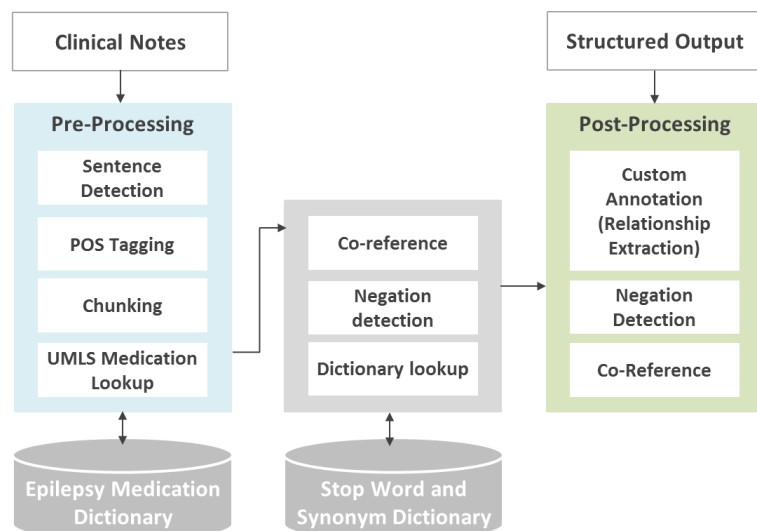 Clinical Notes
Pre-Processing
Sentence
Detection
POS Tagging
Chunking
UMLS Medication
Lookup
Epilepsy Medication
Dictionary
Co-reference
Negation
detection
Dictionary lookup
Stop Word and
Synonym Dictionary
Structured Output
Post-Processing
Custom
Annotation
(Relationship
Extraction)
Negation
Detection
Co-Reference